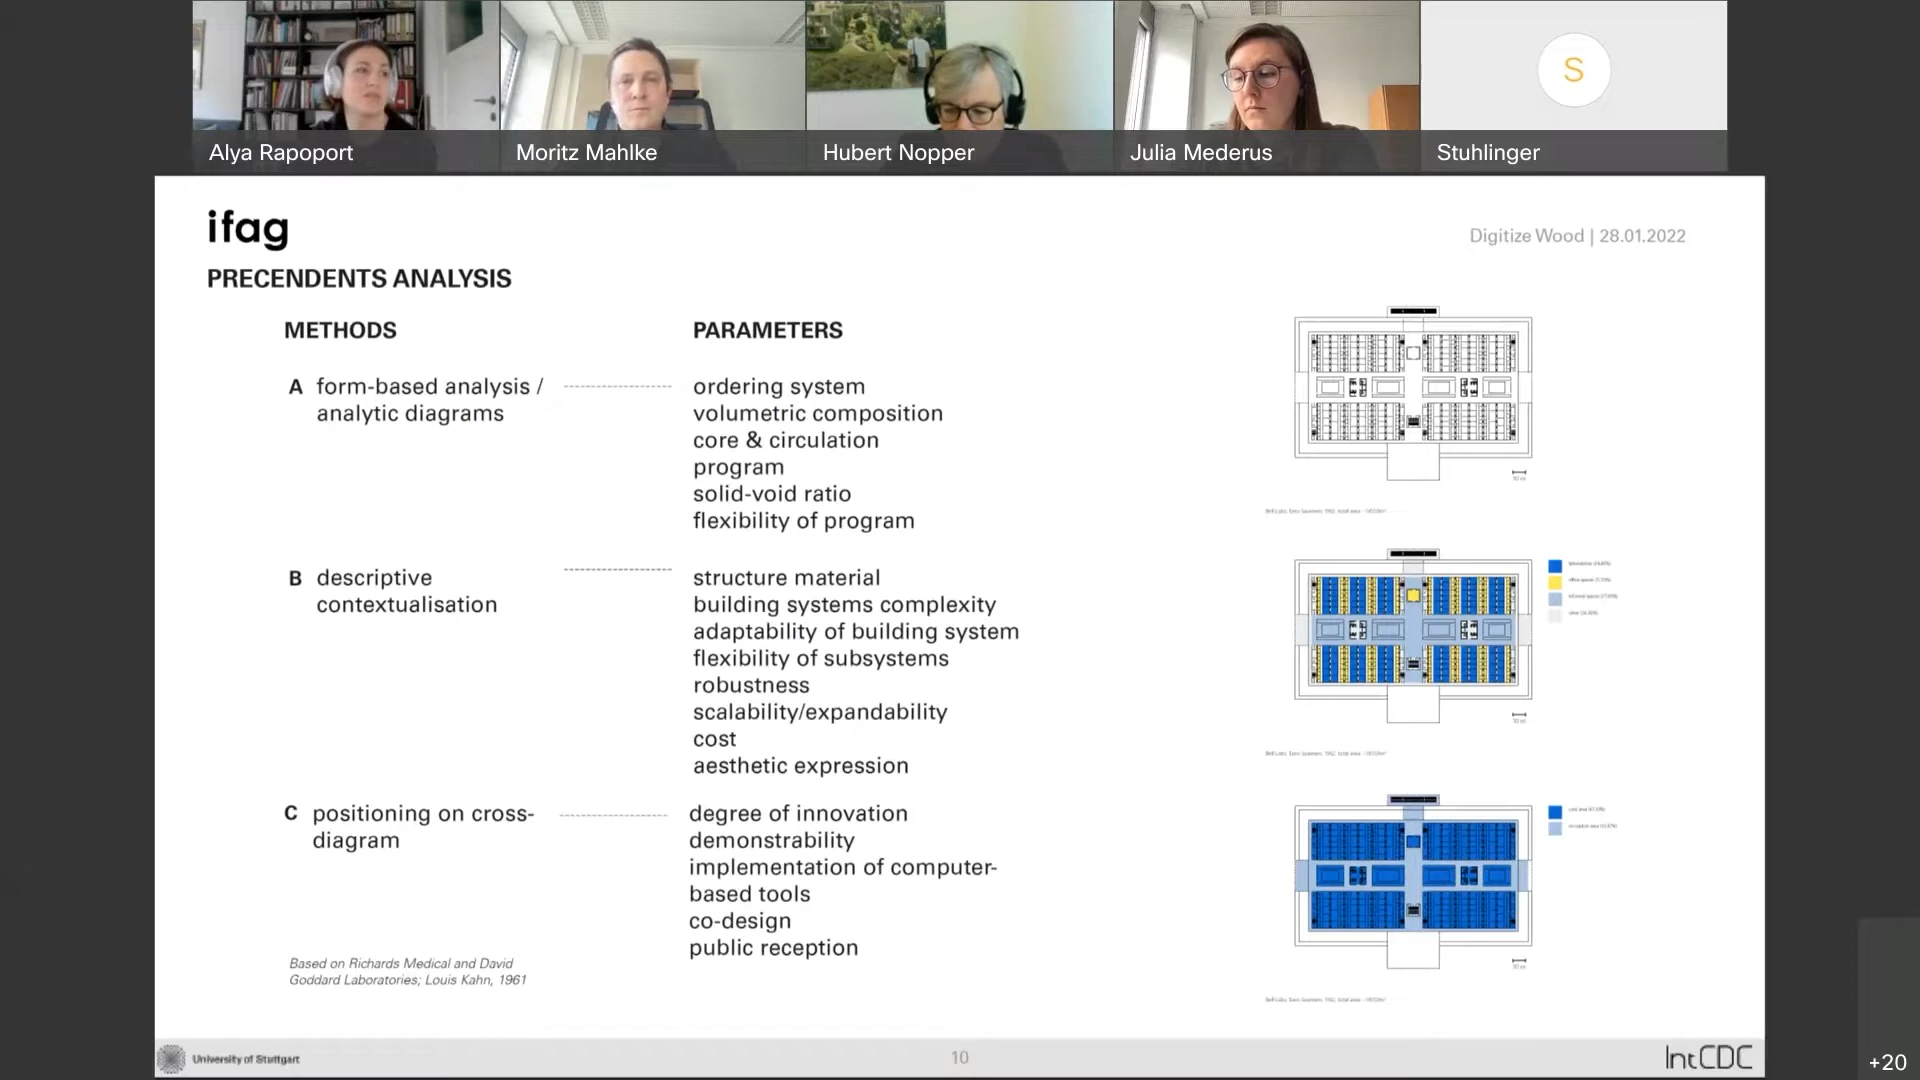 Alya Rapoport
Moritz Mahlke
Hubert Nopper
Julia Mederus
S
Stuhlinger
ifag
Digitize Wood | 28.01.2022
PRECENDENTS ANALYSIS
METHODS
PARAMETERS
A form-based analysis /
analytic diagrams
ordering system
volumetric composition
core & circulation
program
solid-void ratio
flexibility of program
B descriptive
contextualisation
structure material
building systems complexity
adaptability of building system
flexibility of subsystems
robustness
scalability/expandability
cost
aesthetic expression
C positioning on cross-
diagram
degree of innovation
demonstrability
implementation of computer-
based tools
co-design
public reception
Based on Richards Medical and David
Goddard Laboratories; Louis Kahn, 1961
University of Stuttgart
10
IntCDC
+20